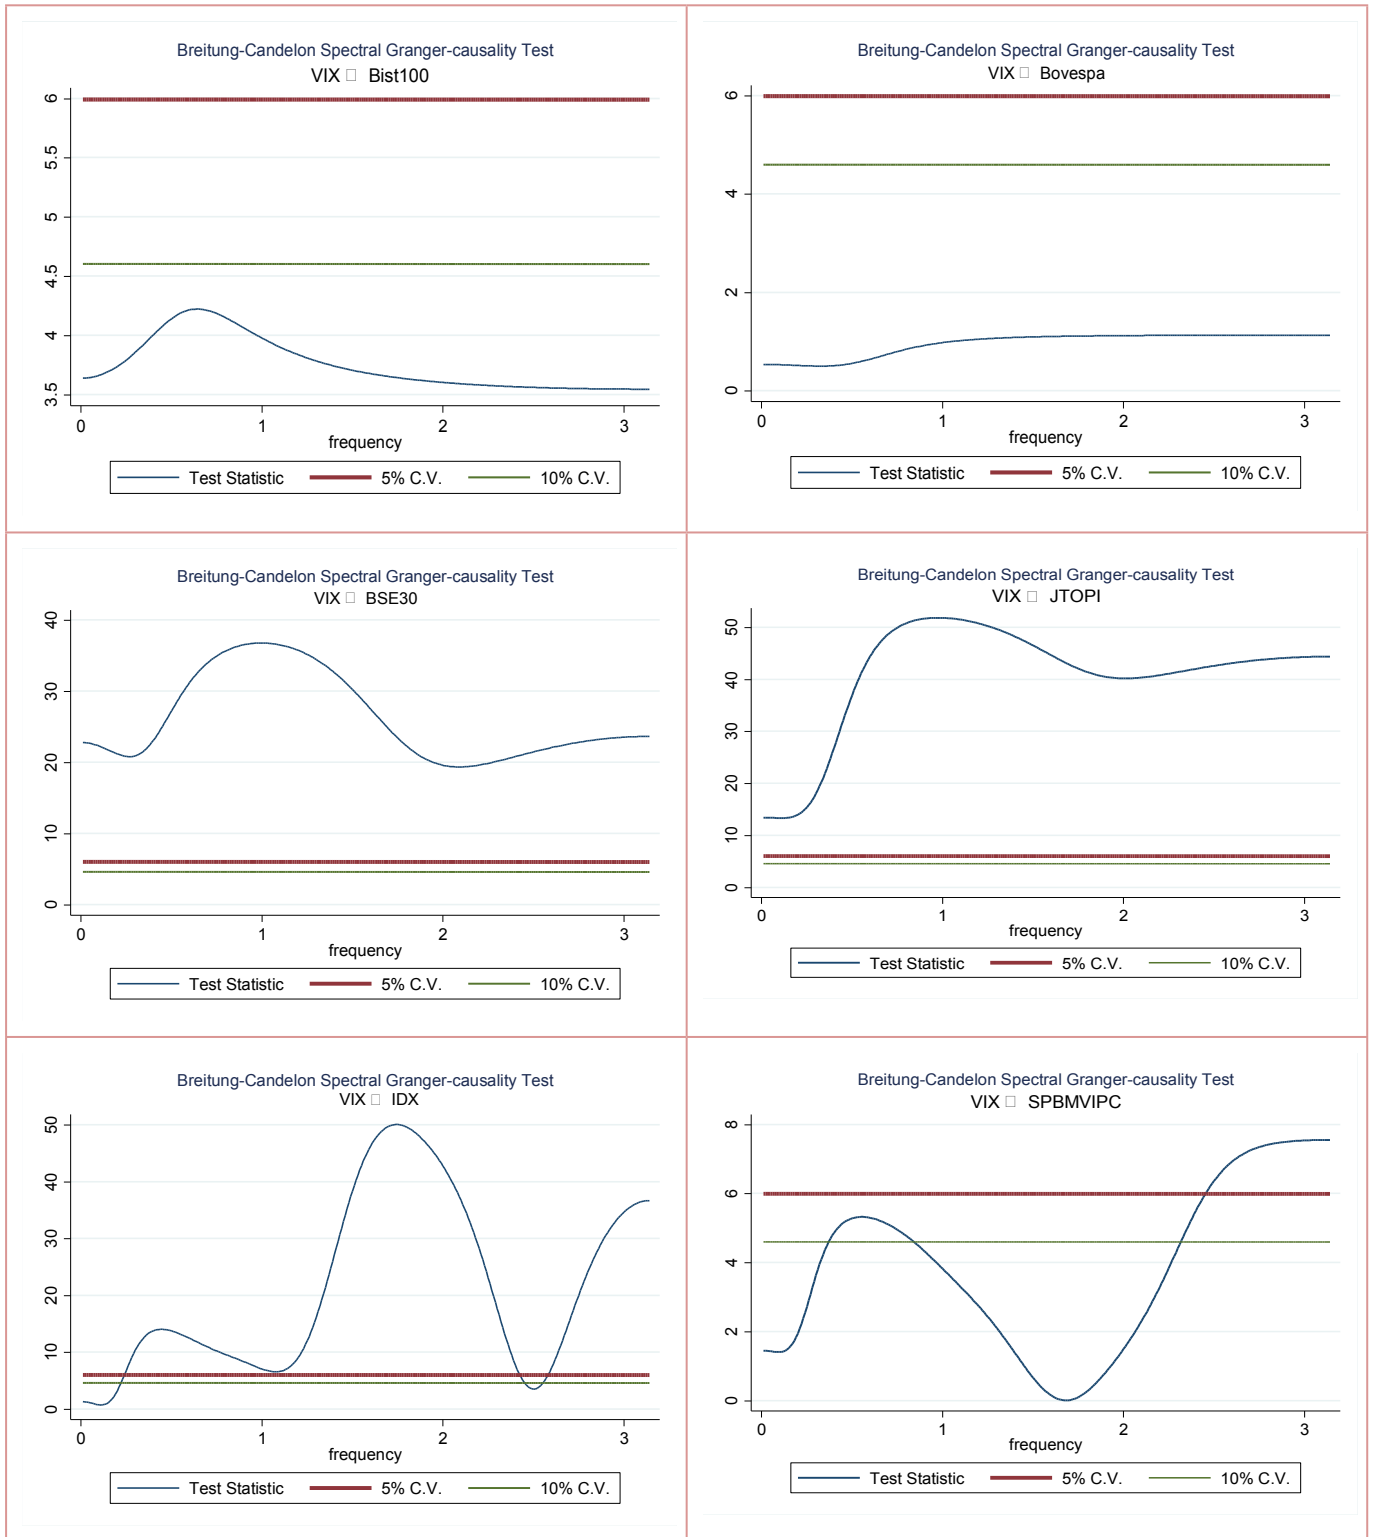 Breitung-Candelon Spectral Granger-causality Test
VIX □ Bist100
6
5.5
5
4.5
4
3.5
0 1 2 3
frequency
Test Statistic 5% C.V. 10% C.V.
Breitung-Candelon Spectral Granger-causality Test
VIX □ Bovespa
6
4
2
0
0 1 2 3
frequency
Test Statistic 5% C.V. 10% C.V.
Breitung-Candelon Spectral Granger-causality Test
VIX □ BSE30
40
30
20
10
0
0 1 2 3
frequency
Test Statistic 5% C.V. 10% C.V.
Breitung-Candelon Spectral Granger-causality Test
VIX □ JTOPI
50
40
30
20
10
0
0 1 2 3
frequency
Test Statistic 5% C.V. 10% C.V.
Breitung-Candelon Spectral Granger-causality Test
VIX □ IDX
50
40
30
20
10
0
0 1 2 3
frequency
Test Statistic 5% C.V. 10% C.V.
Breitung-Candelon Spectral Granger-causality Test
VIX □ SPBMVIPC
8
6
4
2
0
0 1 2 3
frequency
Test Statistic 5% C.V. 10% C.V.